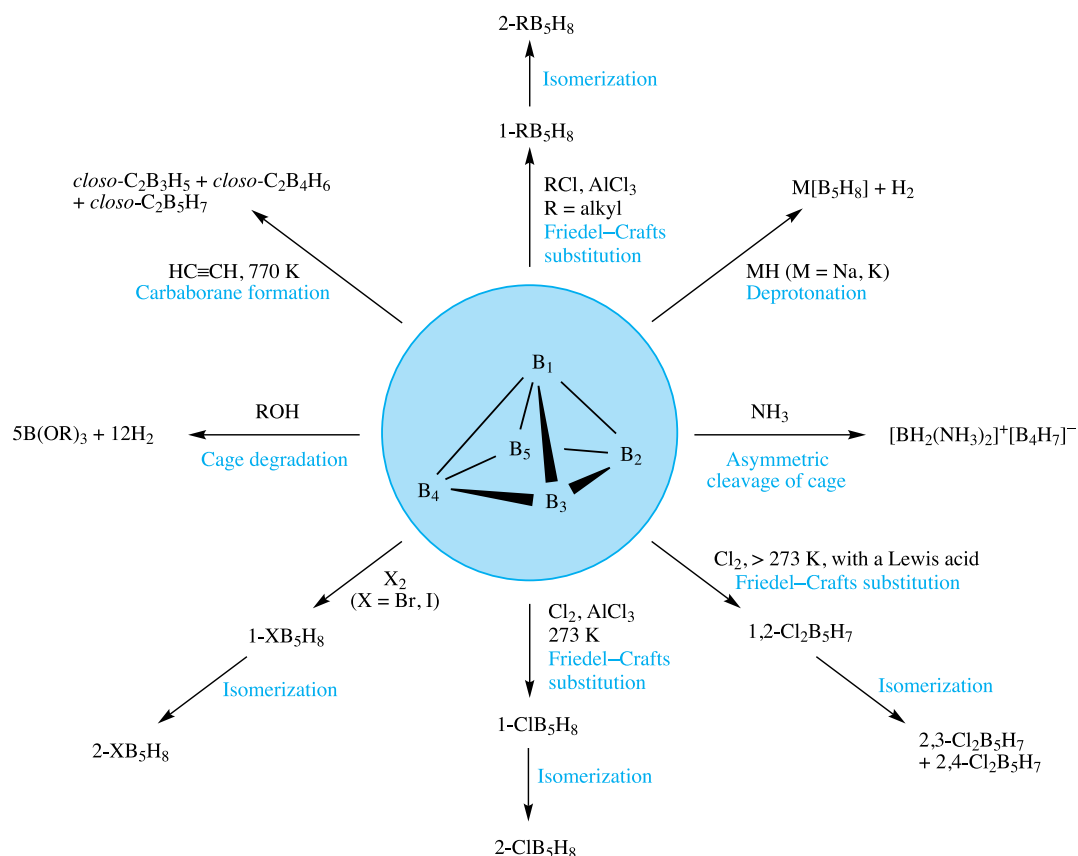 2-RB₅H₈
Isomerization
1-RB₅H₈
RCl, AlCl₃
R = alkyl
Friedel–Crafts
substitution
closo-C₂B₃H₅ + closo-C₂B₄H₆
+ closo-C₂B₅H₇
HC≡CH, 770 K
Carbaborane formation
M[B₅H₈] + H₂
MH (M = Na, K)
Deprotonation
B₁
B₅
B₂
B₄
B₃
5B(OR)₃ + 12H₂
ROH
Cage degradation
NH₃
Asymmetric
cleavage of cage
[BH₂(NH₃)₂]⁺[B₄H₇]⁻
X₂
(X = Br, I)
1-XB₅H₈
Isomerization
2-XB₅H₈
Cl₂, AlCl₃
273 K
Friedel–Crafts
substitution
1-ClB₅H₈
Isomerization
2-ClB₅H₈
Cl₂, > 273 K, with a Lewis acid
Friedel–Crafts substitution
1,2-Cl₂B₅H₇
Isomerization
2,3-Cl₂B₅H₇
+ 2,4-Cl₂B₅H₇